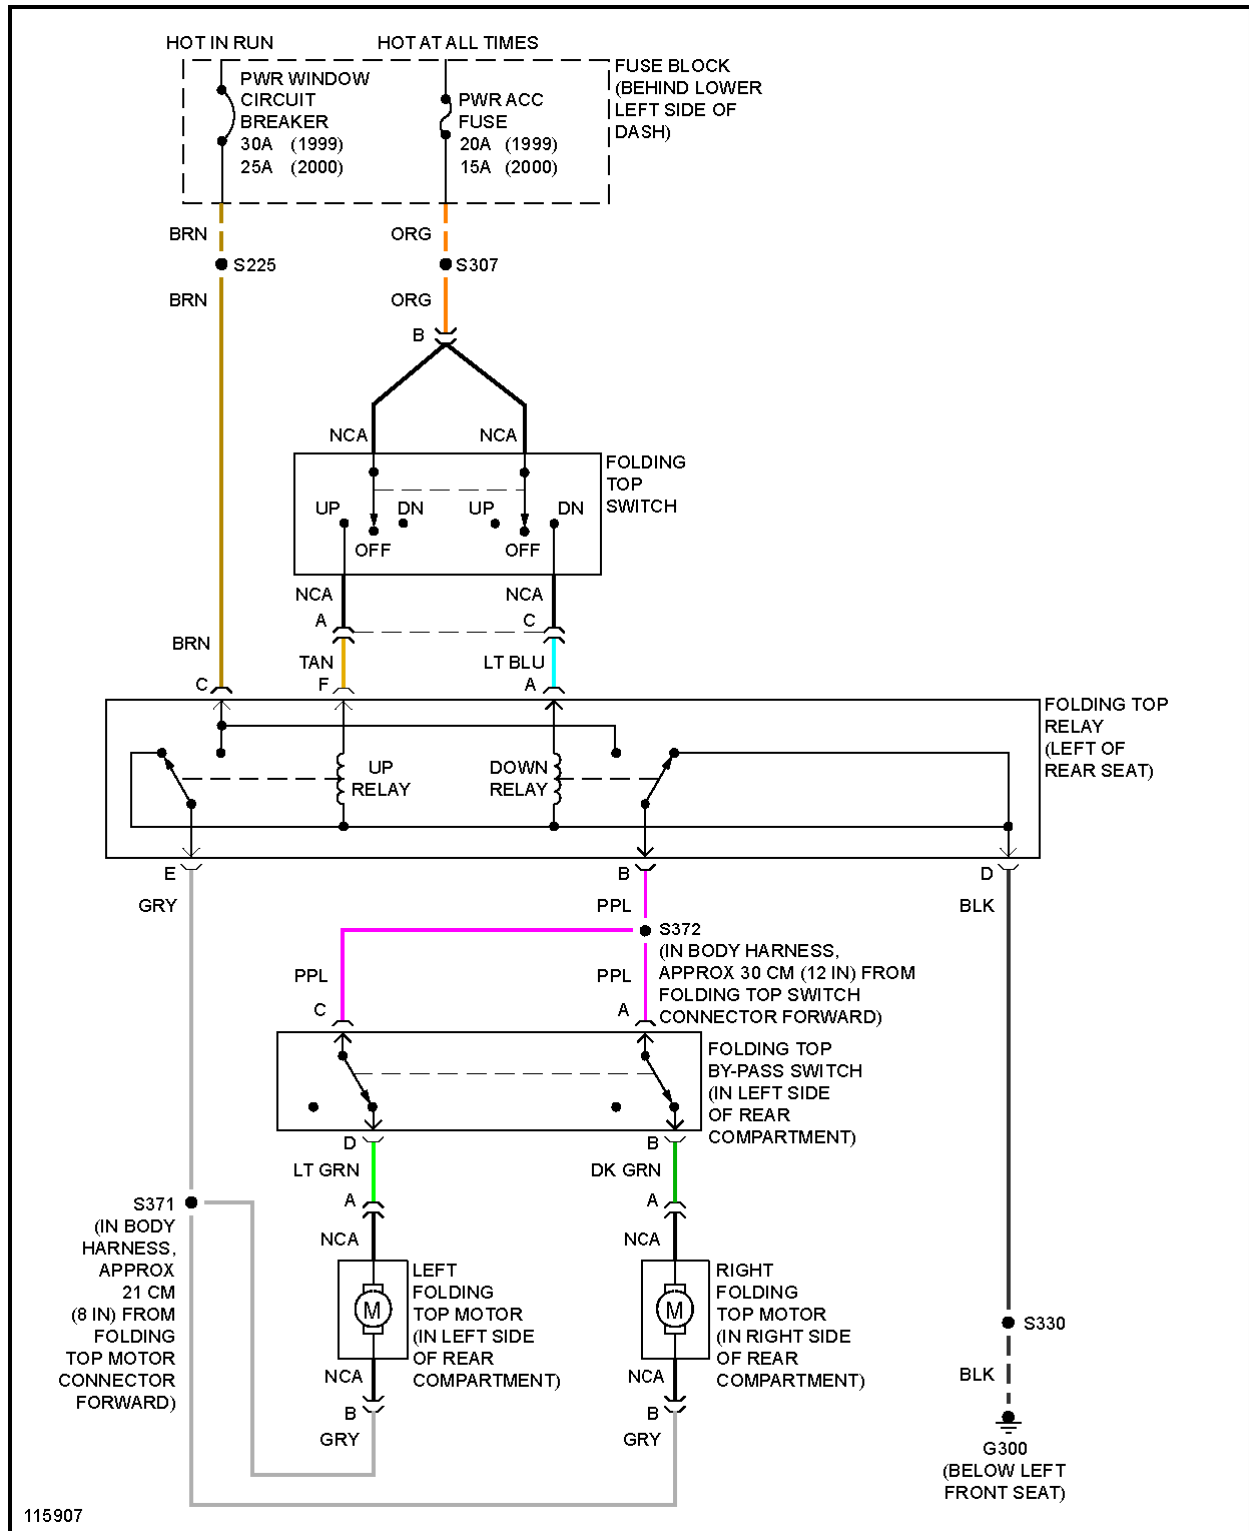 HOT IN RUN
HOT AT ALL TIMES
PWR WINDOW
CIRCUIT
BREAKER
30A (1999)
25A (2000)
PWR ACC
FUSE
20A (1999)
15A (2000)
FUSE BLOCK
(BEHIND LOWER
LEFT SIDE OF
DASH)
BRN
ORG
S225
S307
BRN
ORG
B
NCA
NCA
FOLDING
TOP
SWITCH
UP
DN
UP
DN
OFF
OFF
NCA
NCA
A
C
BRN
TAN
LT BLU
C
F
A
FOLDING TOP
RELAY
(LEFT OF
REAR SEAT)
UP
RELAY
DOWN
RELAY
E
B
D
GRY
PPL
BLK
S372
(IN BODY HARNESS,
APPROX 30 CM (12 IN) FROM
FOLDING TOP SWITCH
CONNECTOR FORWARD)
PPL
PPL
C
A
FOLDING TOP
BY-PASS SWITCH
(IN LEFT SIDE
OF REAR
COMPARTMENT)
D
B
LT GRN
DK GRN
A
A
S371
(IN BODY
HARNESS,
APPROX
21 CM
(8 IN) FROM
FOLDING
TOP MOTOR
CONNECTOR
FORWARD)
NCA
NCA
M
LEFT
FOLDING
TOP MOTOR
(IN LEFT SIDE
OF REAR
COMPARTMENT)
M
RIGHT
FOLDING
TOP MOTOR
(IN RIGHT SIDE
OF REAR
COMPARTMENT)
NCA
NCA
B
B
GRY
GRY
S330
BLK
G300
(BELOW LEFT
FRONT SEAT)
115907